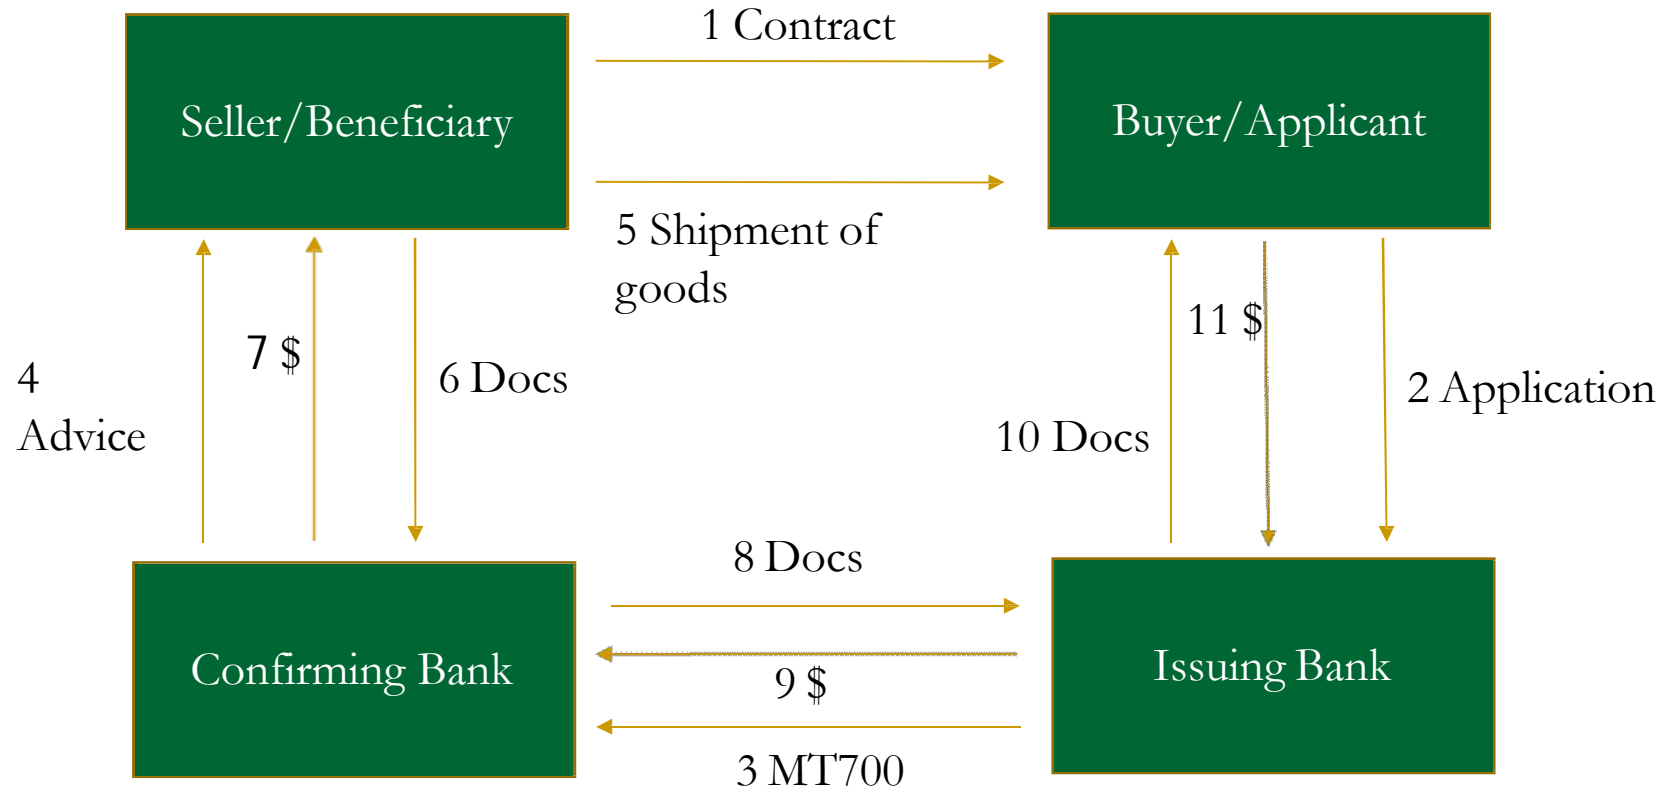 1 Contract
Seller/Beneficiary
Buyer/Applicant
5 Shipment of
goods
11 $
7 $
4
Advice
6 Docs
2 Application
10 Docs
8 Docs
Confirming Bank
Issuing Bank
9 $
3 MT700